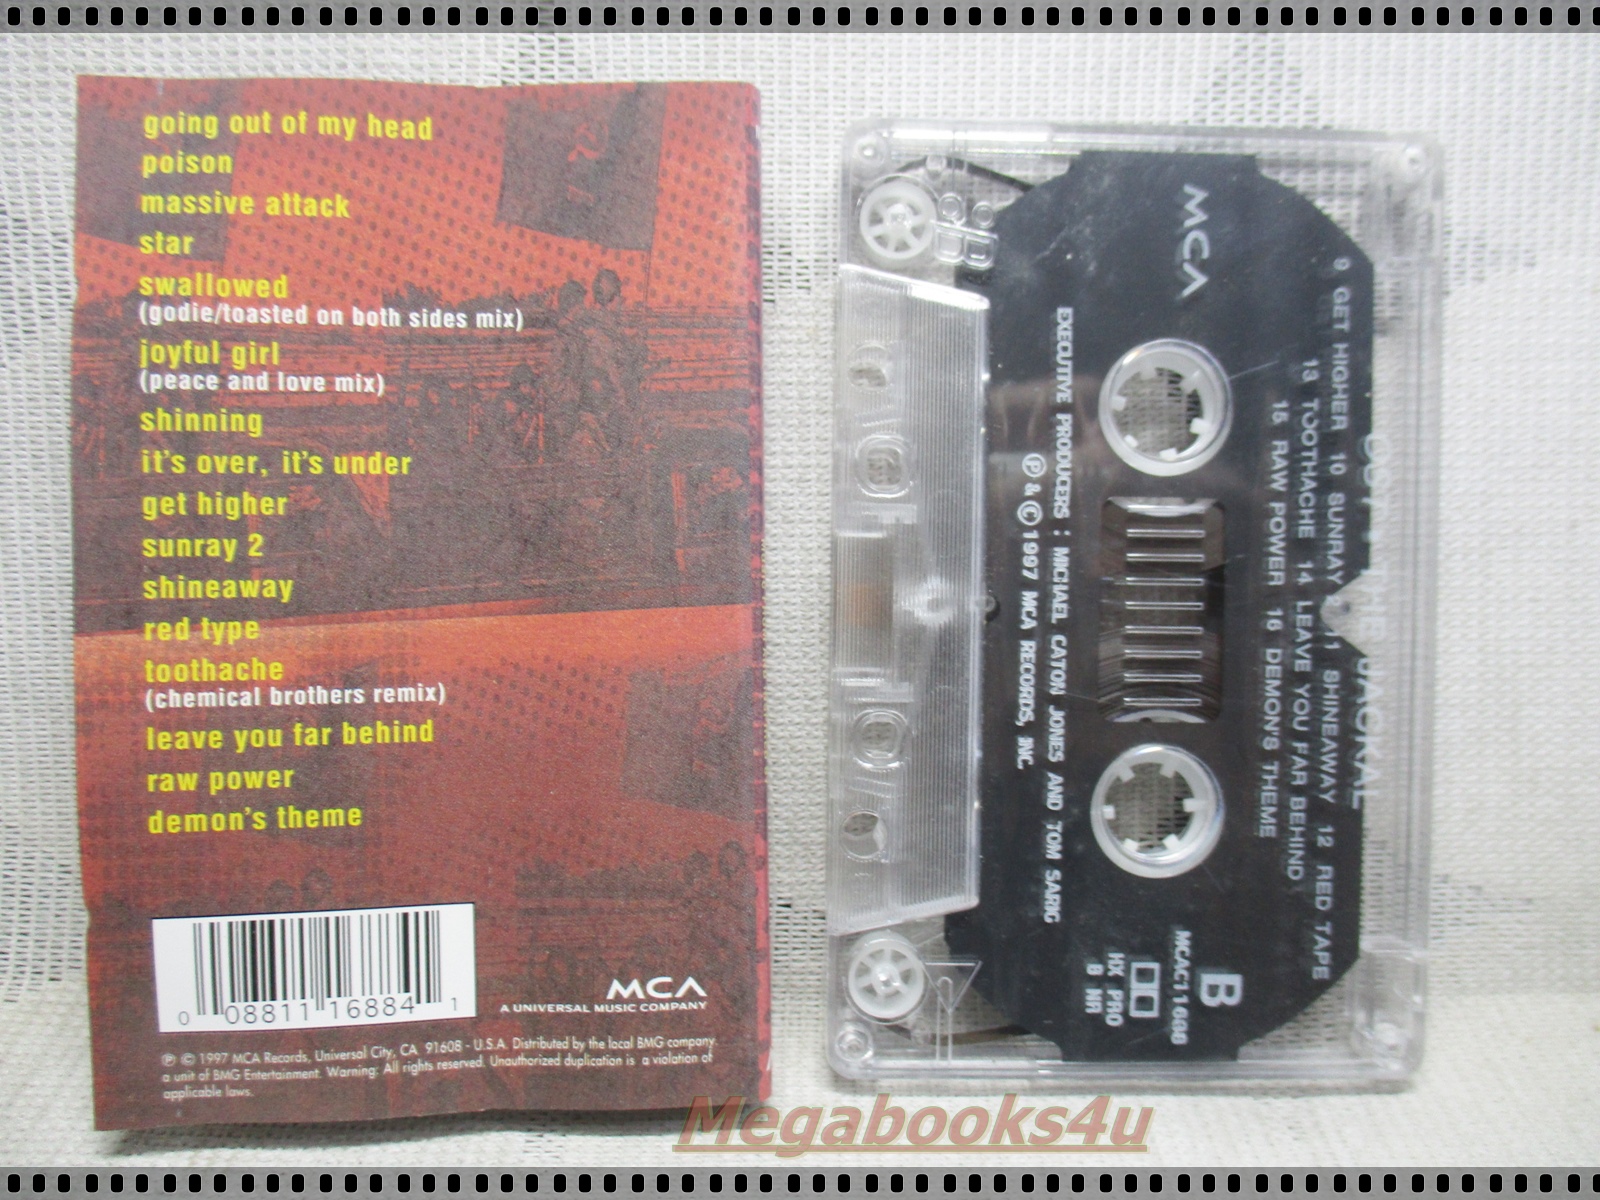 going out of my head
poison
massive attack
star
swallowed
(godie/toasted on both sides mix)
joyful girl
(peace and love mix)
shinning
it's over, it's under
get higher
sunray 2
shineaway
red type
toothache
(chemical brothers remix)
leave you far behind
raw power
demon's theme
0 08811 16884 1
MCA
A UNIVERSAL MUSIC COMPANY
℗ © 1997 MCA Records, Universal City, CA 91608 - U.S.A. Distributed by the local BMG company.
a unit of BMG Entertainment. Warning: All rights reserved. Unauthorized duplication is a violation of
applicable laws.
MCA
JACKAL
9 GET HIGHER 10 SUNRAY 2 11 SHINEAWAY 12 RED TAPE
13 TOOTHACHE 14 LEAVE YOU FAR BEHIND
15 RAW POWER 16 DEMON'S THEME
B
MCAC11688
HX PRO
B NR
EXECUTIVE PRODUCERS : MICHAEL CATON JONES AND TOM SARIG
℗ & © 1997 MCA RECORDS, INC.
Megabooks4u